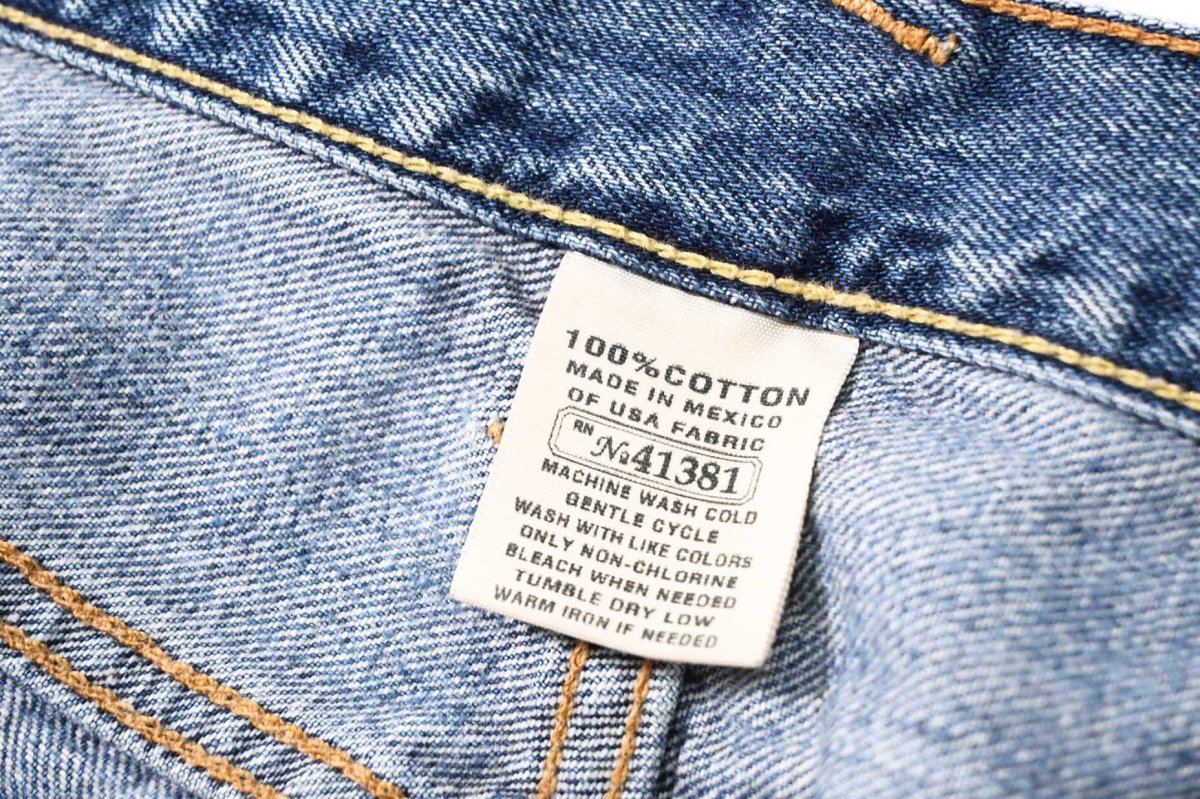 100% COTTON
MADE IN MEXICO
OF USA FABRIC
RN №41381
MACHINE WASH COLD
GENTLE CYCLE
WASH WITH LIKE COLORS
ONLY NON-CHLORINE
BLEACH WHEN NEEDED
TUMBLE DRY LOW
WARM IRON IF NEEDED